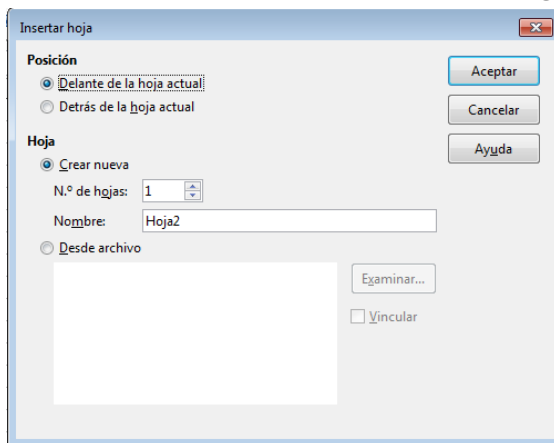 Insertar hoja
Posición
Delante de la hoja actual
Detrás de la hoja actual
Aceptar
Cancelar
Ayuda
Hoja
Crear nueva
N.º de hojas: 1
Nombre: Hoja2
Desde archivo
Examinar...
Vincular